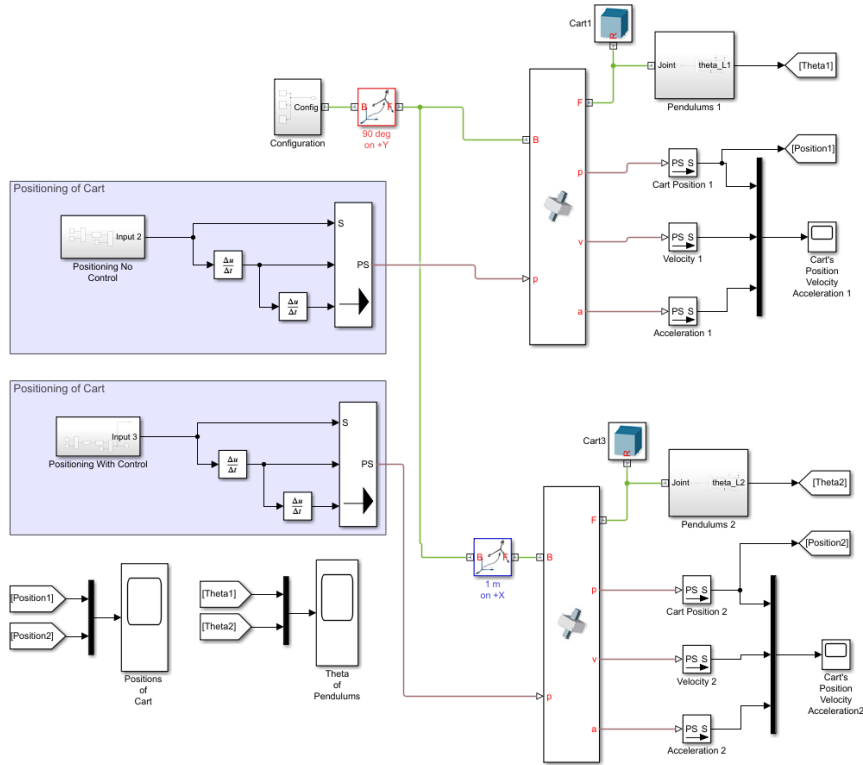 Cart1
R
Joint
theta_L1
Pendulums 1
[Theta1]
Config
Configuration
B
F
90 deg
on +Y
F
B
p
v
a
p
PS S
Cart Position 1
[Position1]
PS S
Velocity 1
PS S
Acceleration 1
Cart's
Position
Velocity
Acceleration 1
Positioning of Cart
Input 2
Positioning No
Control
Δu
Δt
Δu
Δt
S
PS
Positioning of Cart
Input 3
Positioning With Control
Δu
Δt
Δu
Δt
S
PS
Cart3
R
Joint
theta_L2
Pendulums 2
[Theta2]
B
F
1 m
on +X
F
B
p
v
a
p
PS S
Cart Position 2
[Position2]
PS S
Velocity 2
PS S
Acceleration 2
Cart's
Position
Velocity
Acceleration2
[Position1]
[Position2]
Positions
of
Cart
[Theta1]
[Theta2]
Theta
of
Pendulums